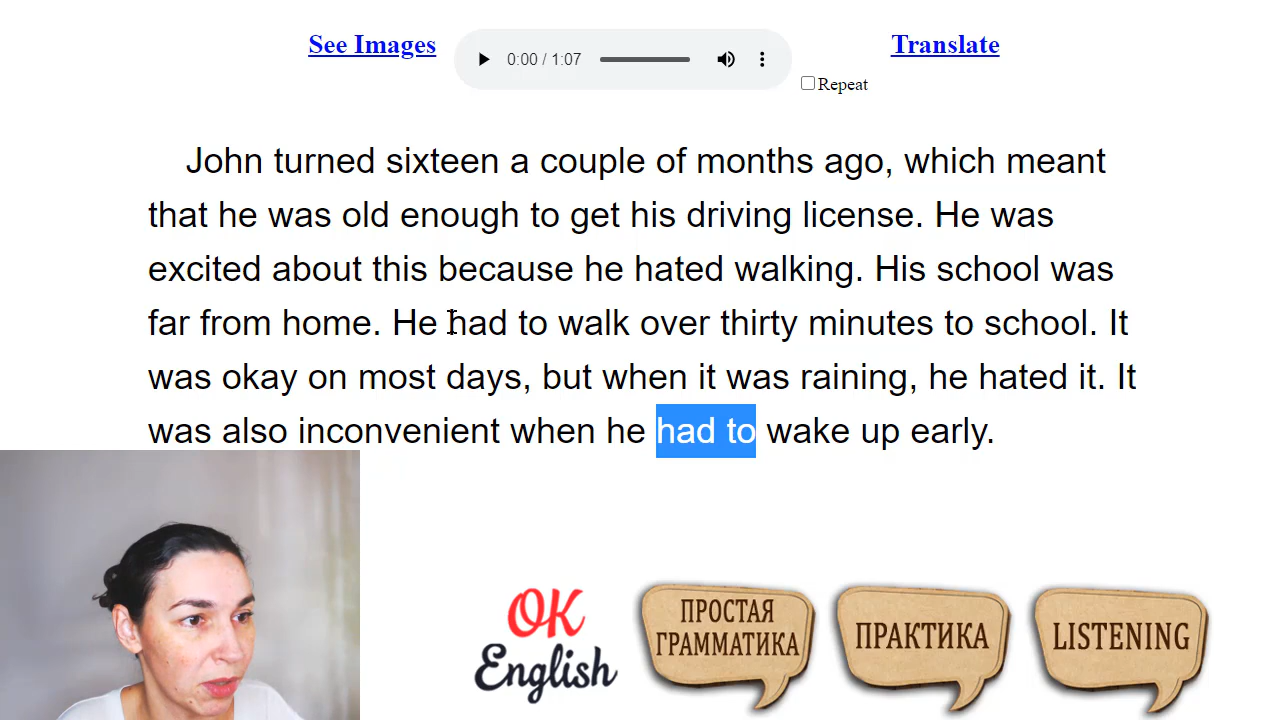 See Images
0:00 / 1:07
Translate
Repeat
John turned sixteen a couple of months ago, which meant
that he was old enough to get his driving license. He was
excited about this because he hated walking. His school was
far from home. He had to walk over thirty minutes to school. It
was okay on most days, but when it was raining, he hated it. It
was also inconvenient when he had to wake up early.
OK
English
ПРОСТАЯ
ГРАММАТИКА
ПРАКТИКА
LISTENING